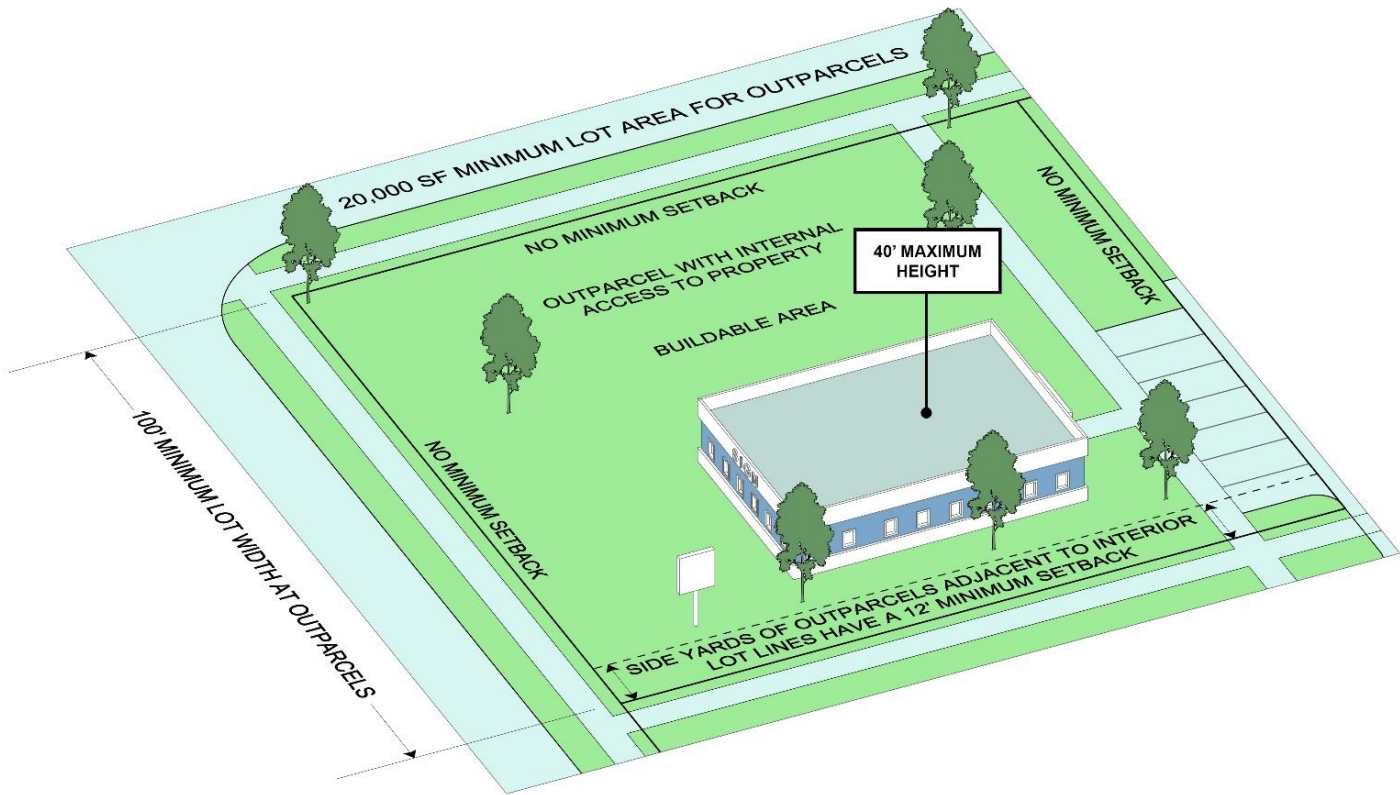 20,000 SF MINIMUM LOT AREA FOR OUTPARCELS
NO MINIMUM SETBACK
NO MINIMUM SETBACK
OUTPARCEL WITH INTERNAL
ACCESS TO PROPERTY
40' MAXIMUM
HEIGHT
BUILDABLE AREA
100' MINIMUM LOT WIDTH AT OUTPARCELS
NO MINIMUM SETBACK
SIGN
SIDE YARDS OF OUTPARCELS ADJACENT TO INTERIOR
LOT LINES HAVE A 12' MINIMUM SETBACK